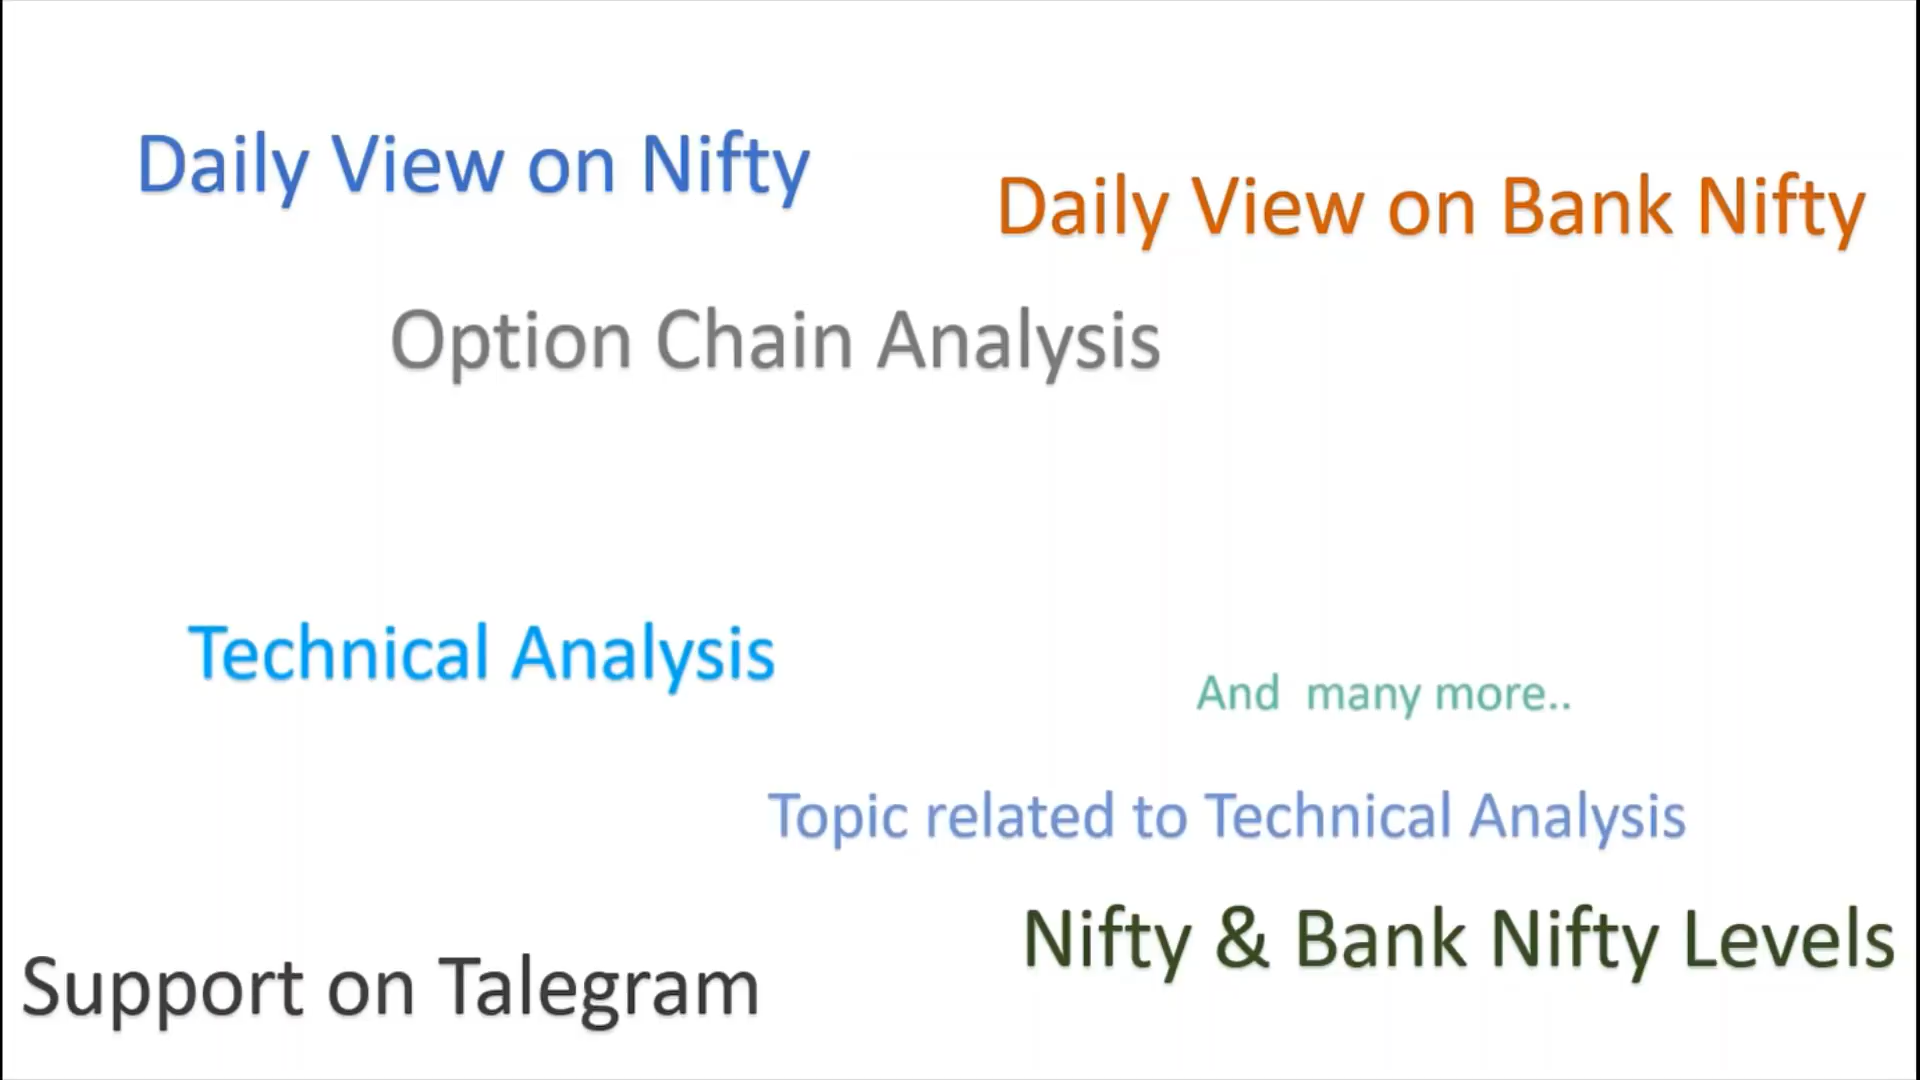 Daily View on Nifty
Daily View on Bank Nifty
Option Chain Analysis
Technical Analysis
And  many more..
Topic related to Technical Analysis
Nifty & Bank Nifty Levels
Support on Talegram